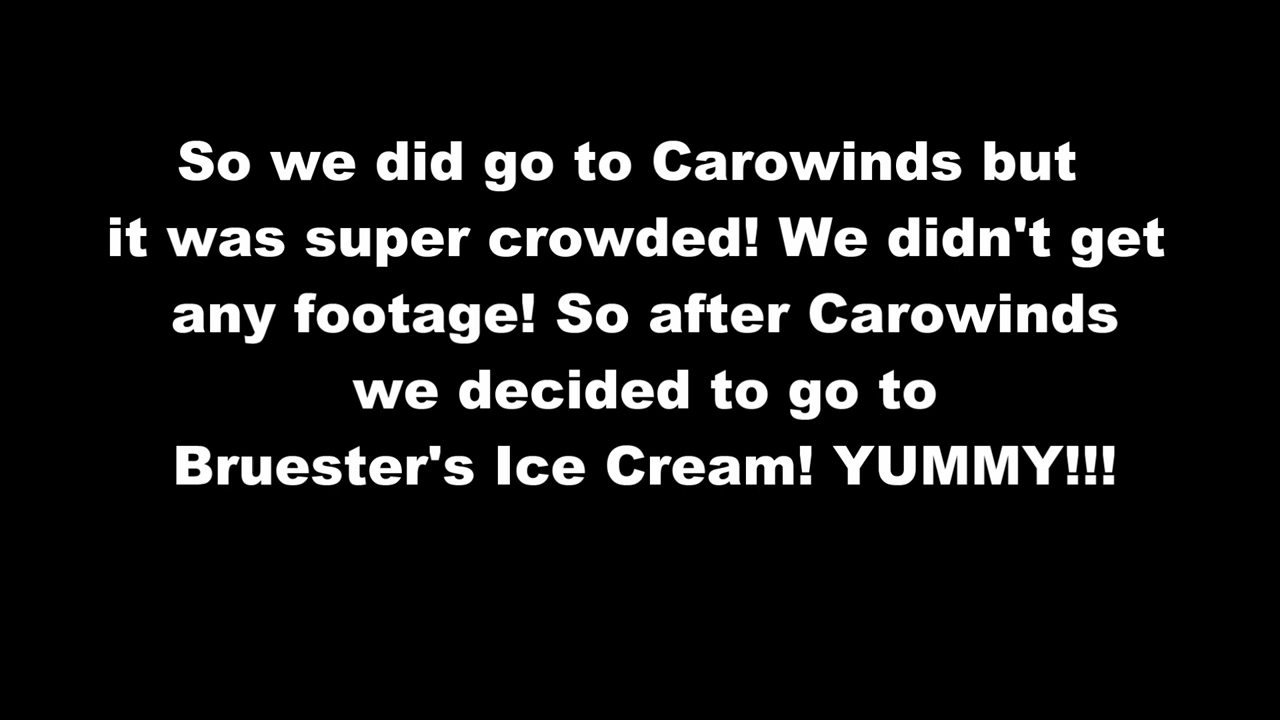 So we did go to Carowinds but
it was super crowded! We didn't get
any footage! So after Carowinds
we decided to go to
Bruester's Ice Cream! YUMMY!!!